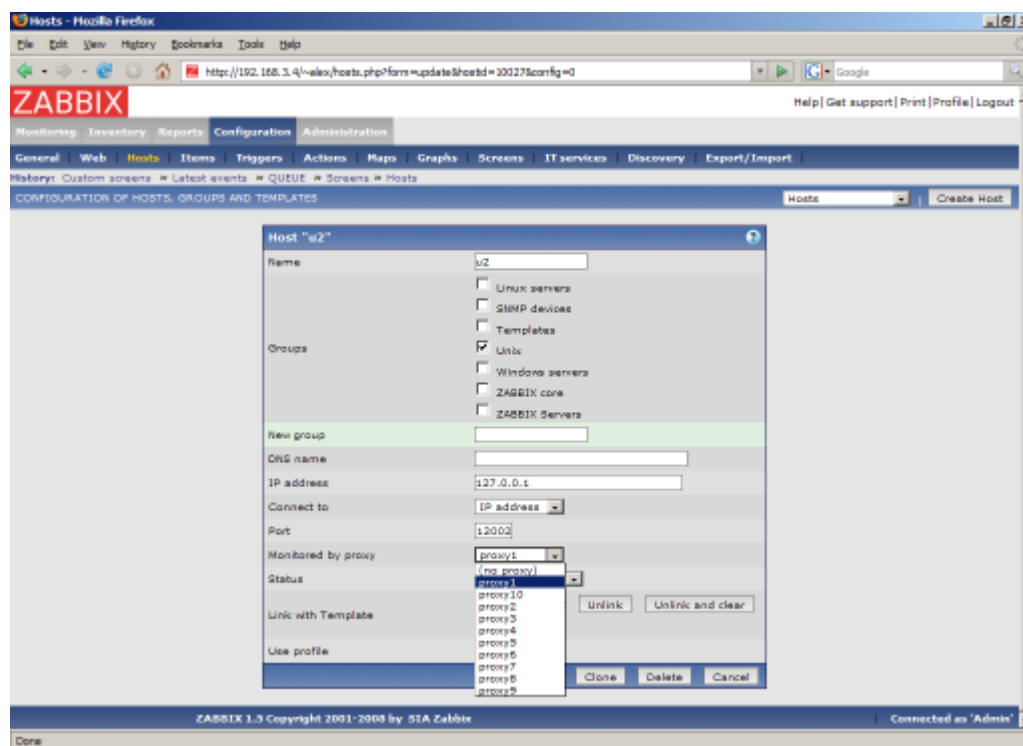 Hosts - Mozilla Firefox
File Edit View History Bookmarks Tools Help
http://192.168.3.4/~alex/hosts.php?form=update&hostid=10027&config=0 Google
ZABBIX
Help | Get support | Print | Profile | Logout
Monitoring Inventory Reports Configuration Administration
General Web Hosts Items Triggers Actions Maps Graphs Screens IT services Discovery Export/Import
History: Custom screens » Latest events » QUEUE » Screens » Hosts
CONFIGURATION OF HOSTS, GROUPS AND TEMPLATES Hosts Create Host
Host "u2"
Name u2
Groups
Linux servers
SNMP devices
Templates
Unix
Windows servers
ZABBIX core
ZABBIX Servers
New group
DNS name
IP address 127.0.0.1
Connect to IP address
Port 12002
Monitored by proxy proxy1
(no proxy)
Status
proxy1
proxy10
proxy2
Link with Template Unlink Unlink and clear
proxy3
proxy4
proxy5
proxy6
Use profile
proxy7
proxy8
proxy9
Clone Delete Cancel
ZABBIX 1.5 Copyright 2001-2008 by SIA Zabbix Connected as 'Admin'
Done